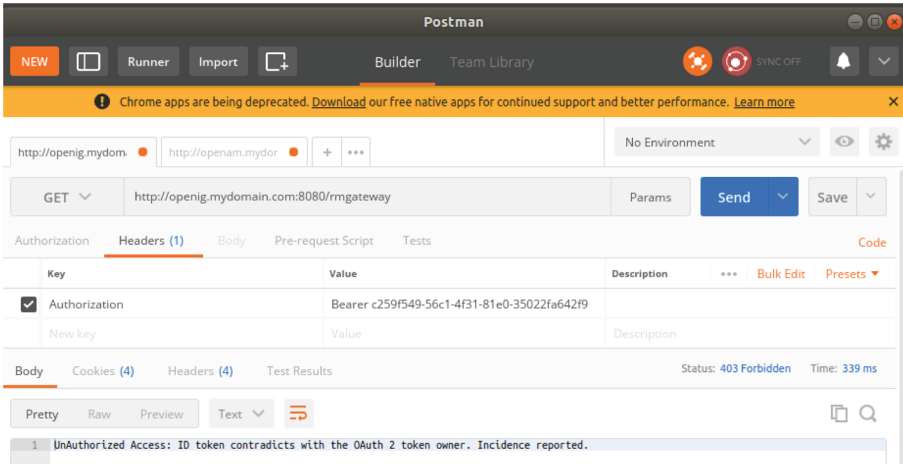 Postman
NEW Runner Import Builder Team Library SYNC OFF
Chrome apps are being deprecated. Download our free native apps for continued support and better performance. Learn more
http://openig.mydom http://openam.mydor + No Environment
GET http://openig.mydomain.com:8080/rmgateway Params Send Save
Authorization Headers (1) Body Pre-request Script Tests Code
Key Value Description Bulk Edit Presets
Authorization Bearer c259f549-56c1-4f31-81e0-35022fa642f9
New key Value Description
Body Cookies (4) Headers (4) Test Results Status: 403 Forbidden Time: 339 ms
Pretty Raw Preview Text
1 UnAuthorized Access: ID token contradicts with the OAuth 2 token owner. Incidence reported.